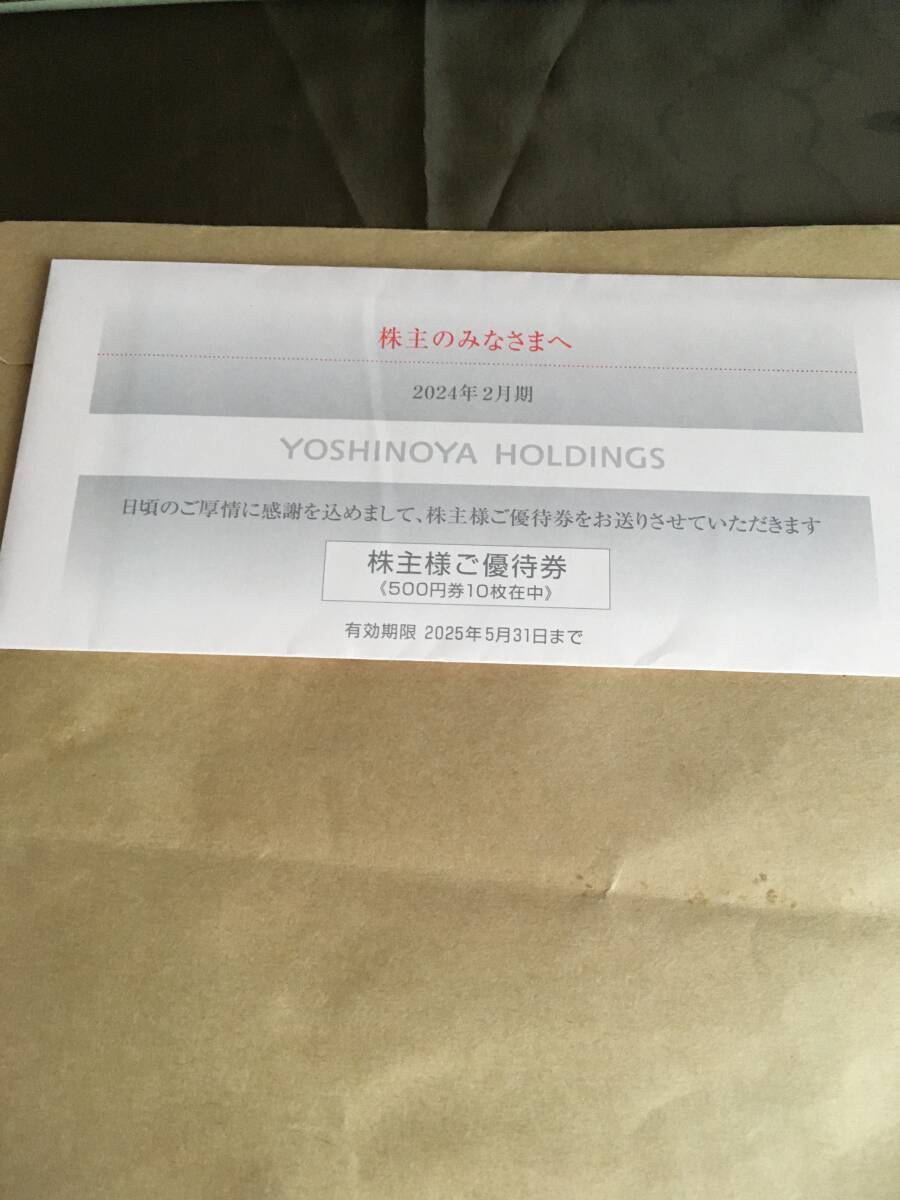 株主のみなさまへ
2024年2月期
YOSHINOYA HOLDINGS
日頃のご厚情に感謝を込めまして、株主様ご優待券をお送りさせていただきます
株主様ご優待券
《500円券10枚在中》
有効期限 2025年5月31日まで